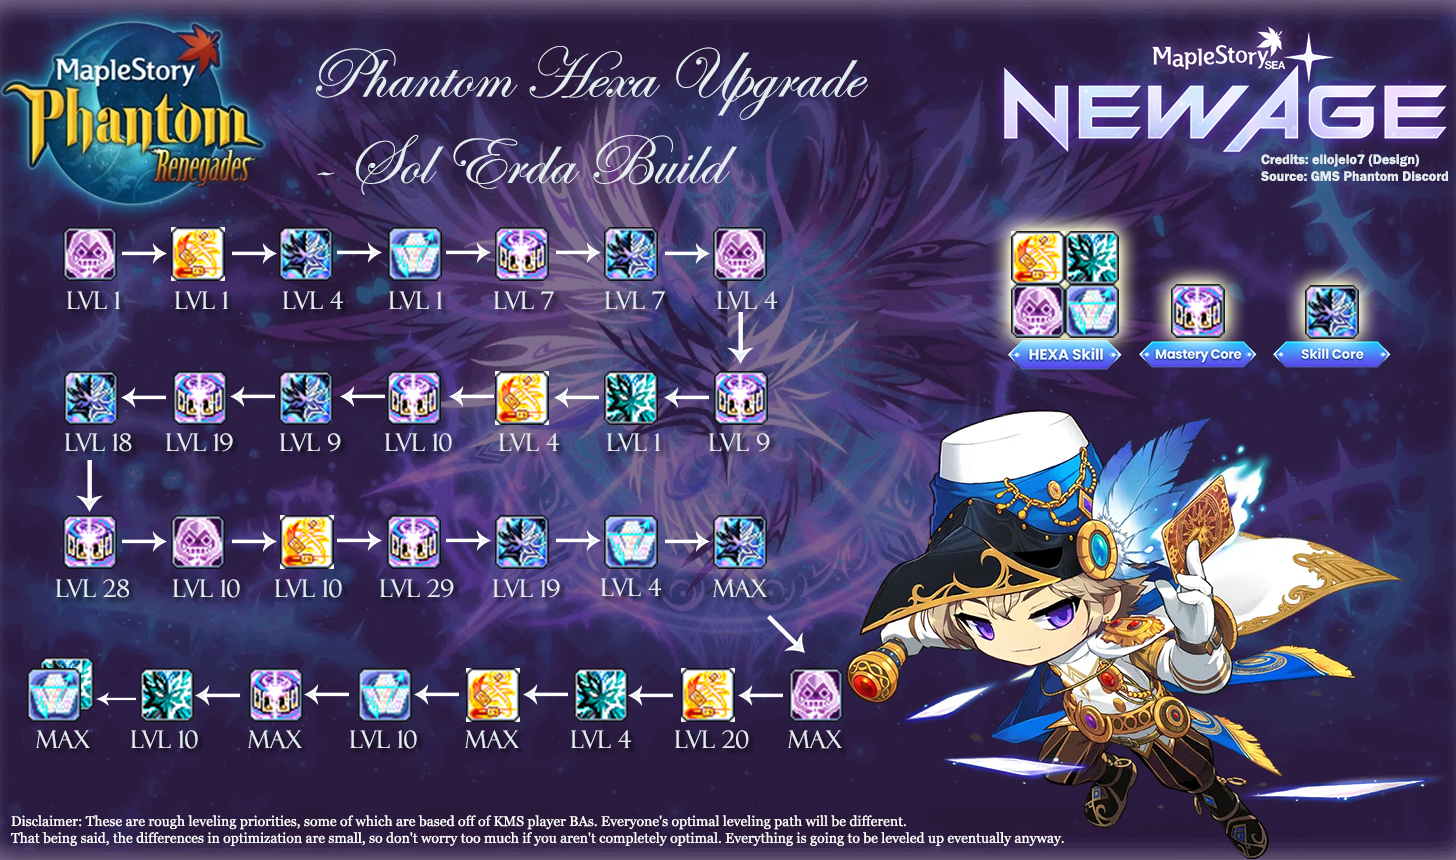 MapleStory
Phantom
Renegades
Phantom Hexa Upgrade
- Sol Erda Build
MapleStory SEA
NEW AGE
Credits: ellojelo7 (Design)
Source: GMS Phantom Discord
LVL 1 LVL 1 LVL 4 LVL 1 LVL 7 LVL 7 LVL 4
HEXA Skill Mastery Core Skill Core
LVL 18 LVL 19 LVL 9 LVL 10 LVL 4 LVL 1 LVL 9
LVL 28 LVL 10 LVL 10 LVL 29 LVL 19 LVL 4 MAX
MAX LVL 10 MAX LVL 10 MAX LVL 4 LVL 20 MAX
Disclaimer: These are rough leveling priorities, some of which are based off of KMS player BAs. Everyone's optimal leveling path will be different.
That being said, the differences in optimization are small, so don't worry too much if you aren't completely optimal. Everything is going to be leveled up eventually anyway.